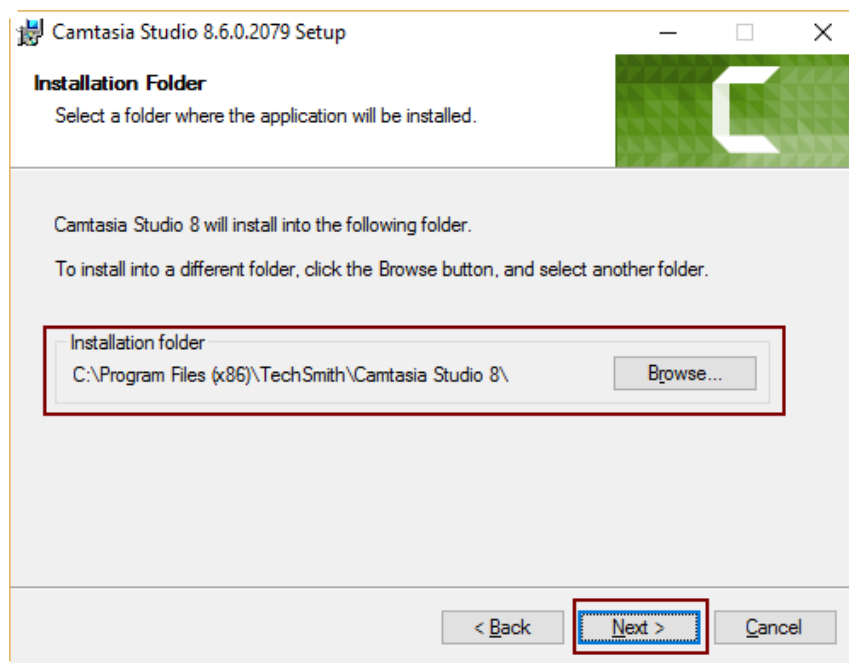 Camtasia Studio 8.6.0.2079 Setup
Installation Folder
Select a folder where the application will be installed.
Camtasia Studio 8 will install into the following folder.
To install into a different folder, click the Browse button, and select another folder.
Installation folder
C:\Program Files (x86)\TechSmith\Camtasia Studio 8\
Browse...
< Back
Next >
Cancel